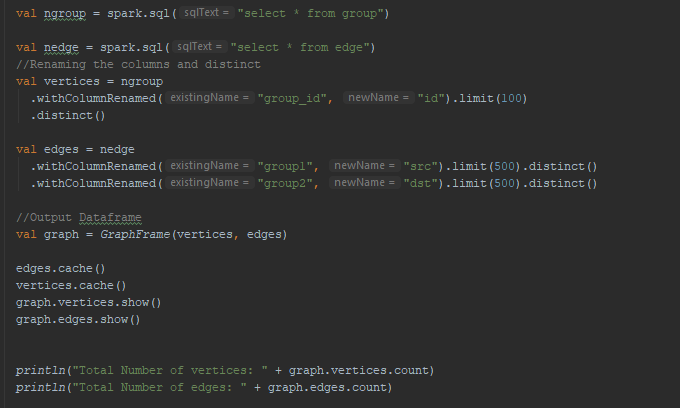 val ngroup = spark.sql( sqlText = "select * from group")
val nedge = spark.sql( sqlText = "select * from edge")
//Renaming the columns and distinct
val vertices = ngroup
.withColumnRenamed( existingName = "group_id", newName = "id").limit(100)
.distinct()
val edges = nedge
.withColumnRenamed( existingName = "group1", newName = "src").limit(500).distinct()
.withColumnRenamed( existingName = "group2", newName = "dst").limit(500).distinct()
//Output Dataframe
val graph = GraphFrame(vertices, edges)
edges.cache()
vertices.cache()
graph.vertices.show()
graph.edges.show()
println("Total Number of vertices: " + graph.vertices.count)
println("Total Number of edges: " + graph.edges.count)